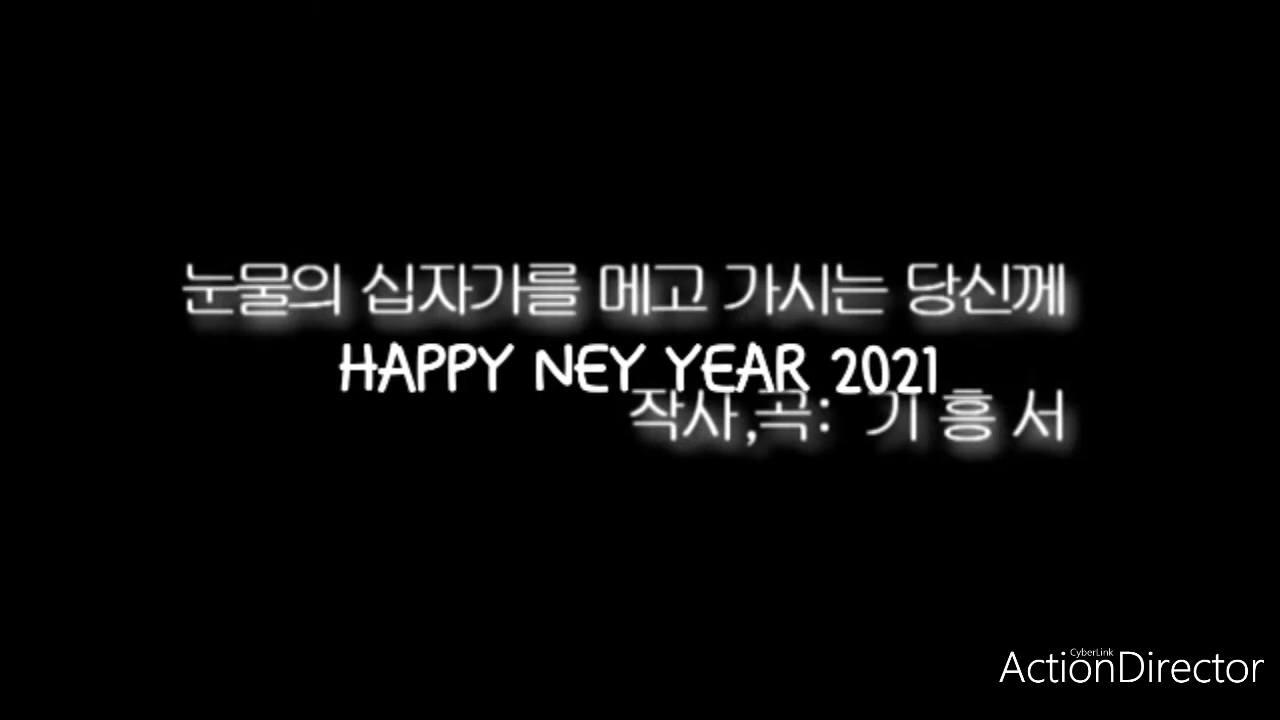 눈물의 십자가를 메고 가시는 당신께
HAPPY NEY YEAR 2021
작사,곡: 기 흥 서
CyberLink
ActionDirector